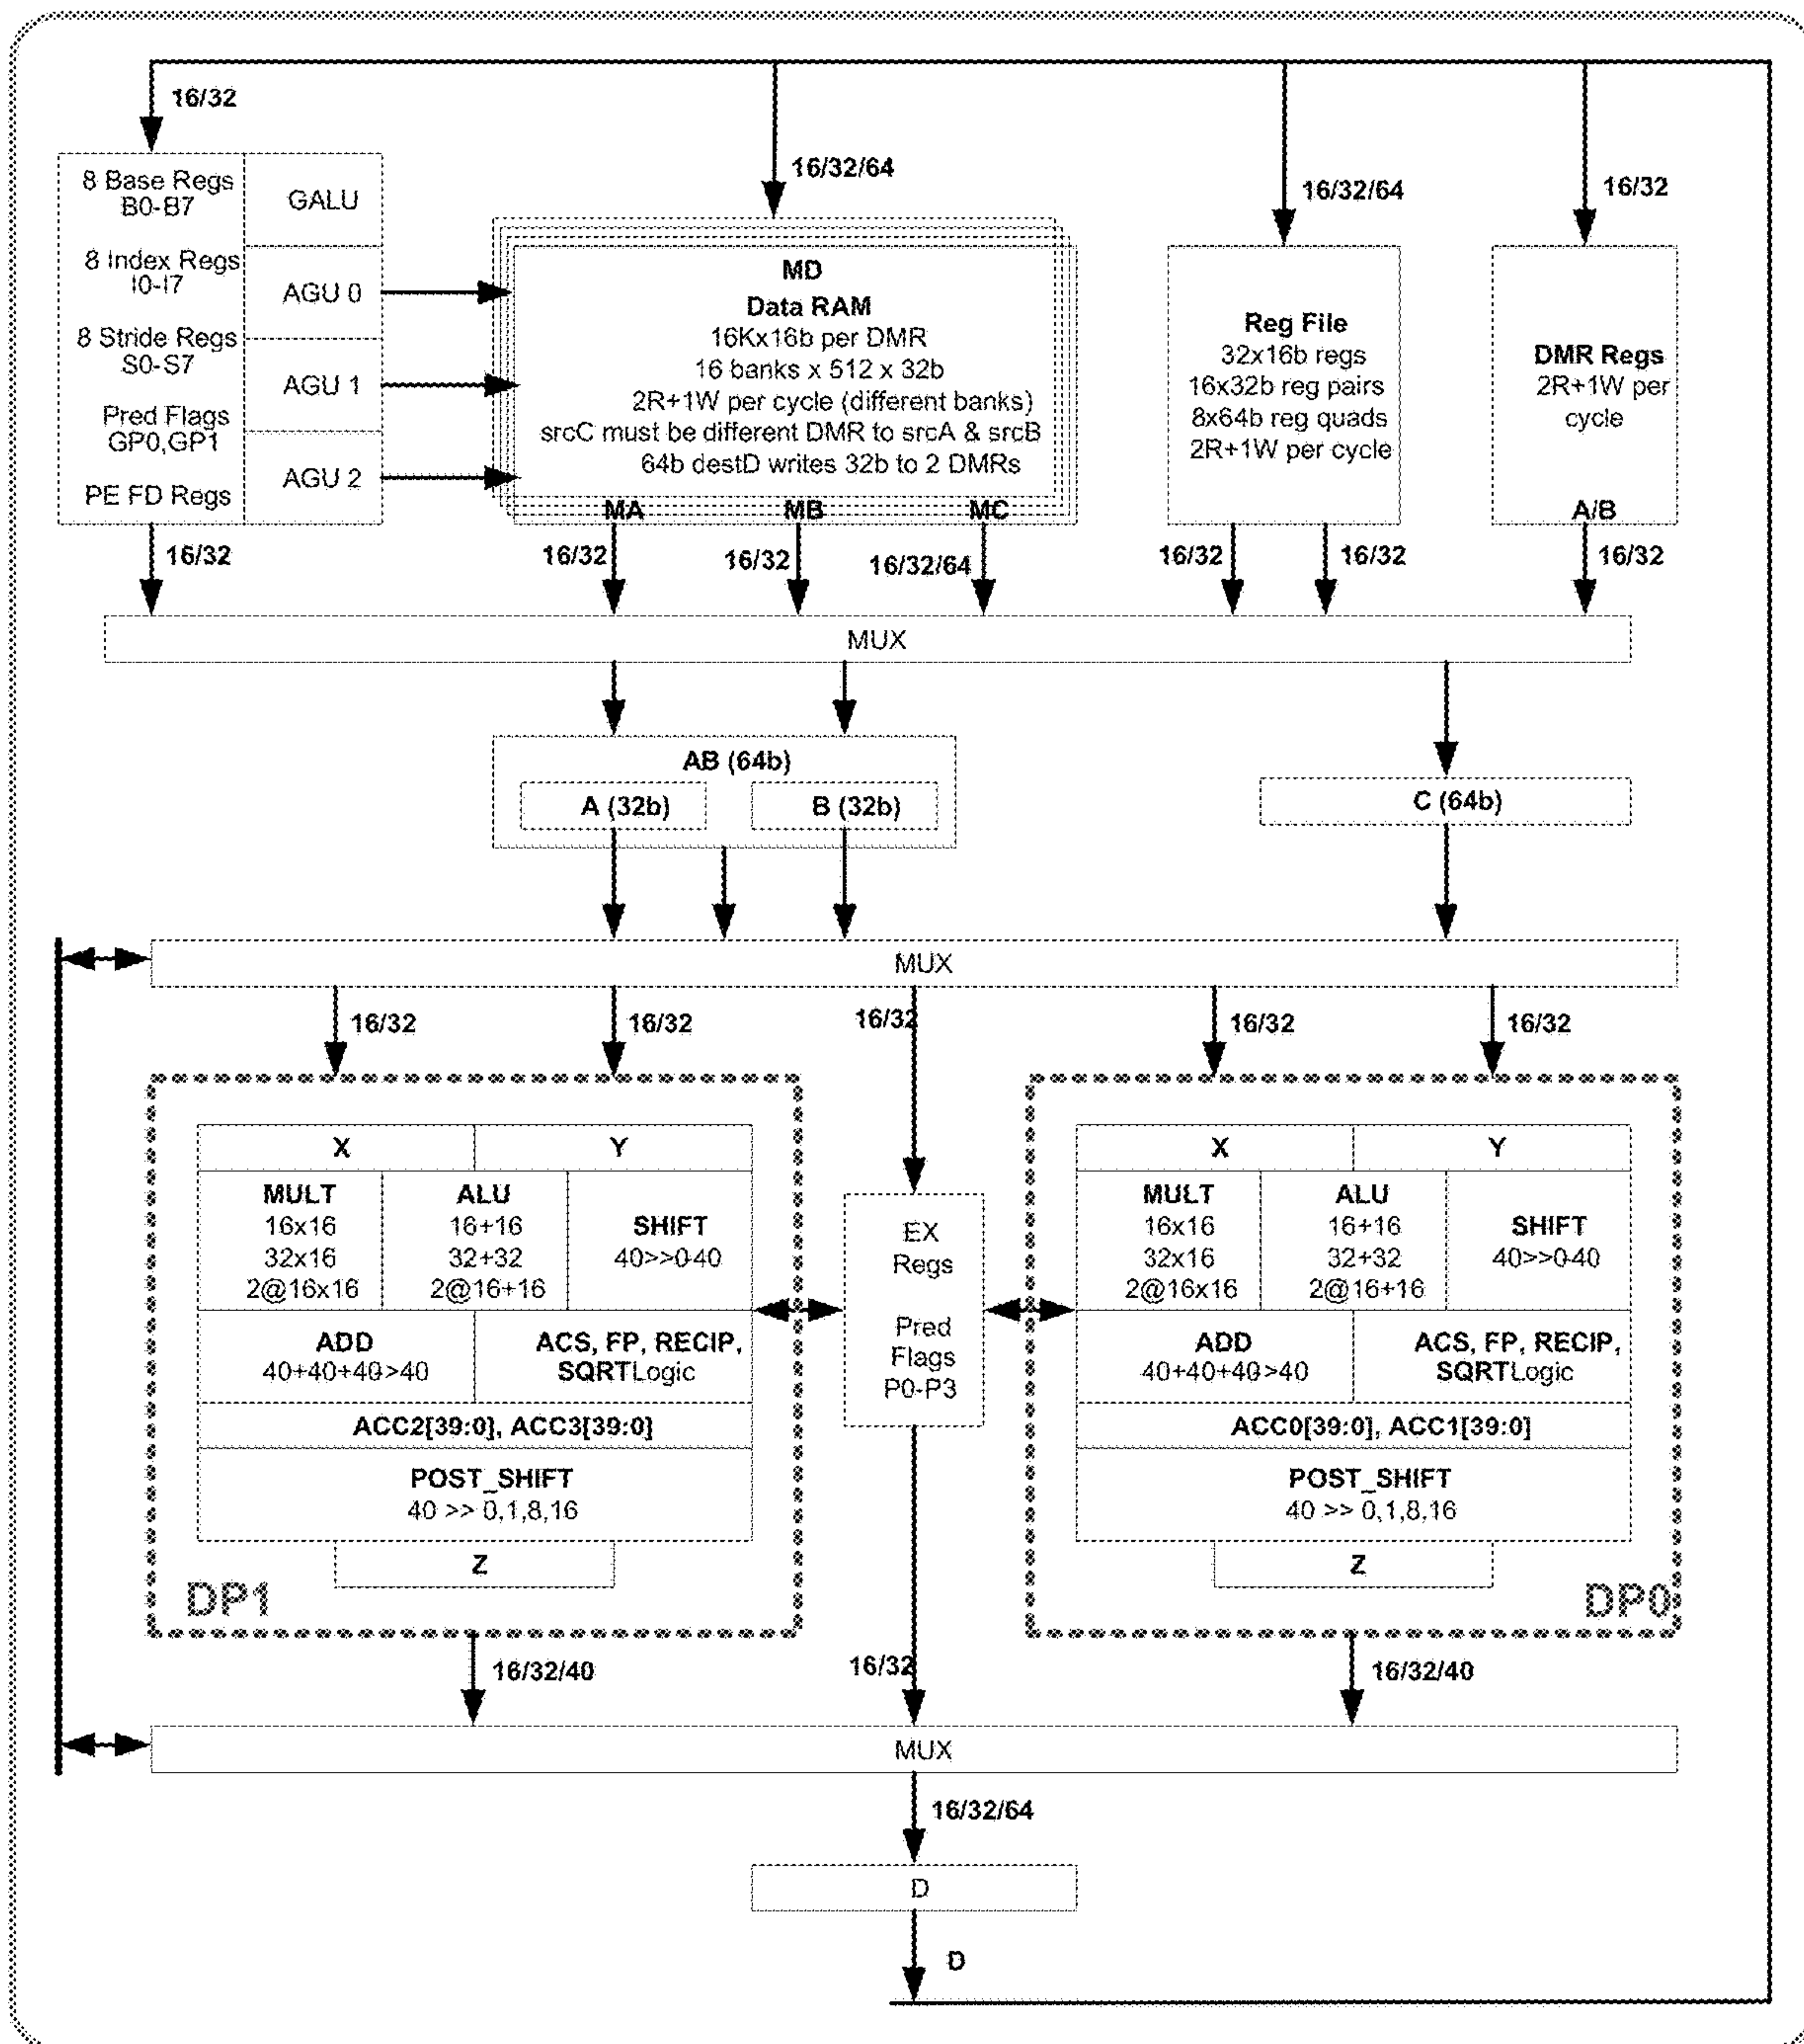 16/32
16/32/64
16/32/64
16/32
8 Base Regs
B0-B7
8 Index Regs
I0-I7
8 Stride Regs
S0-S7
Pred Flags
GP0,GP1
PE FD Regs
GALU
AGU 0
AGU 1
AGU 2
MD
Data RAM
16Kx16b per DMR
16 banks x 512 x 32b
2R+1W per cycle (different banks)
srcC must be different DMR to srcA & srcB
64b destD writes 32b to 2 DMRs
MA MB MC
Reg File
32x16b regs
16x32b reg pairs
8x64b reg quads
2R+1W per cycle
DMR Regs
2R+1W per
cycle
A/B
16/32 16/32 16/32 16/32/64 16/32 16/32 16/32
MUX
AB (64b)
A (32b) B (32b)
C (64b)
MUX
16/32 16/32 16/32 16/32 16/32
X Y
MULT
16x16
32x16
2@16x16
ALU
16+16
32+32
2@16+16
SHIFT
40>>0-40
ADD
40+40+40>40
ACS, FP, RECIP,
SQRTLogic
ACC2[39:0], ACC3[39:0]
POST_SHIFT
40 >> 0,1,8,16
Z
DP1
EX
Regs
Pred
Flags
P0-P3
X Y
MULT
16x16
32x16
2@16x16
ALU
16+16
32+32
2@16+16
SHIFT
40>>0-40
ADD
40+40+40>40
ACS, FP, RECIP,
SQRTLogic
ACC0[39:0], ACC1[39:0]
POST_SHIFT
40 >> 0,1,8,16
Z
DP0
16/32/40 16/32 16/32/40
MUX
16/32/64
D
D